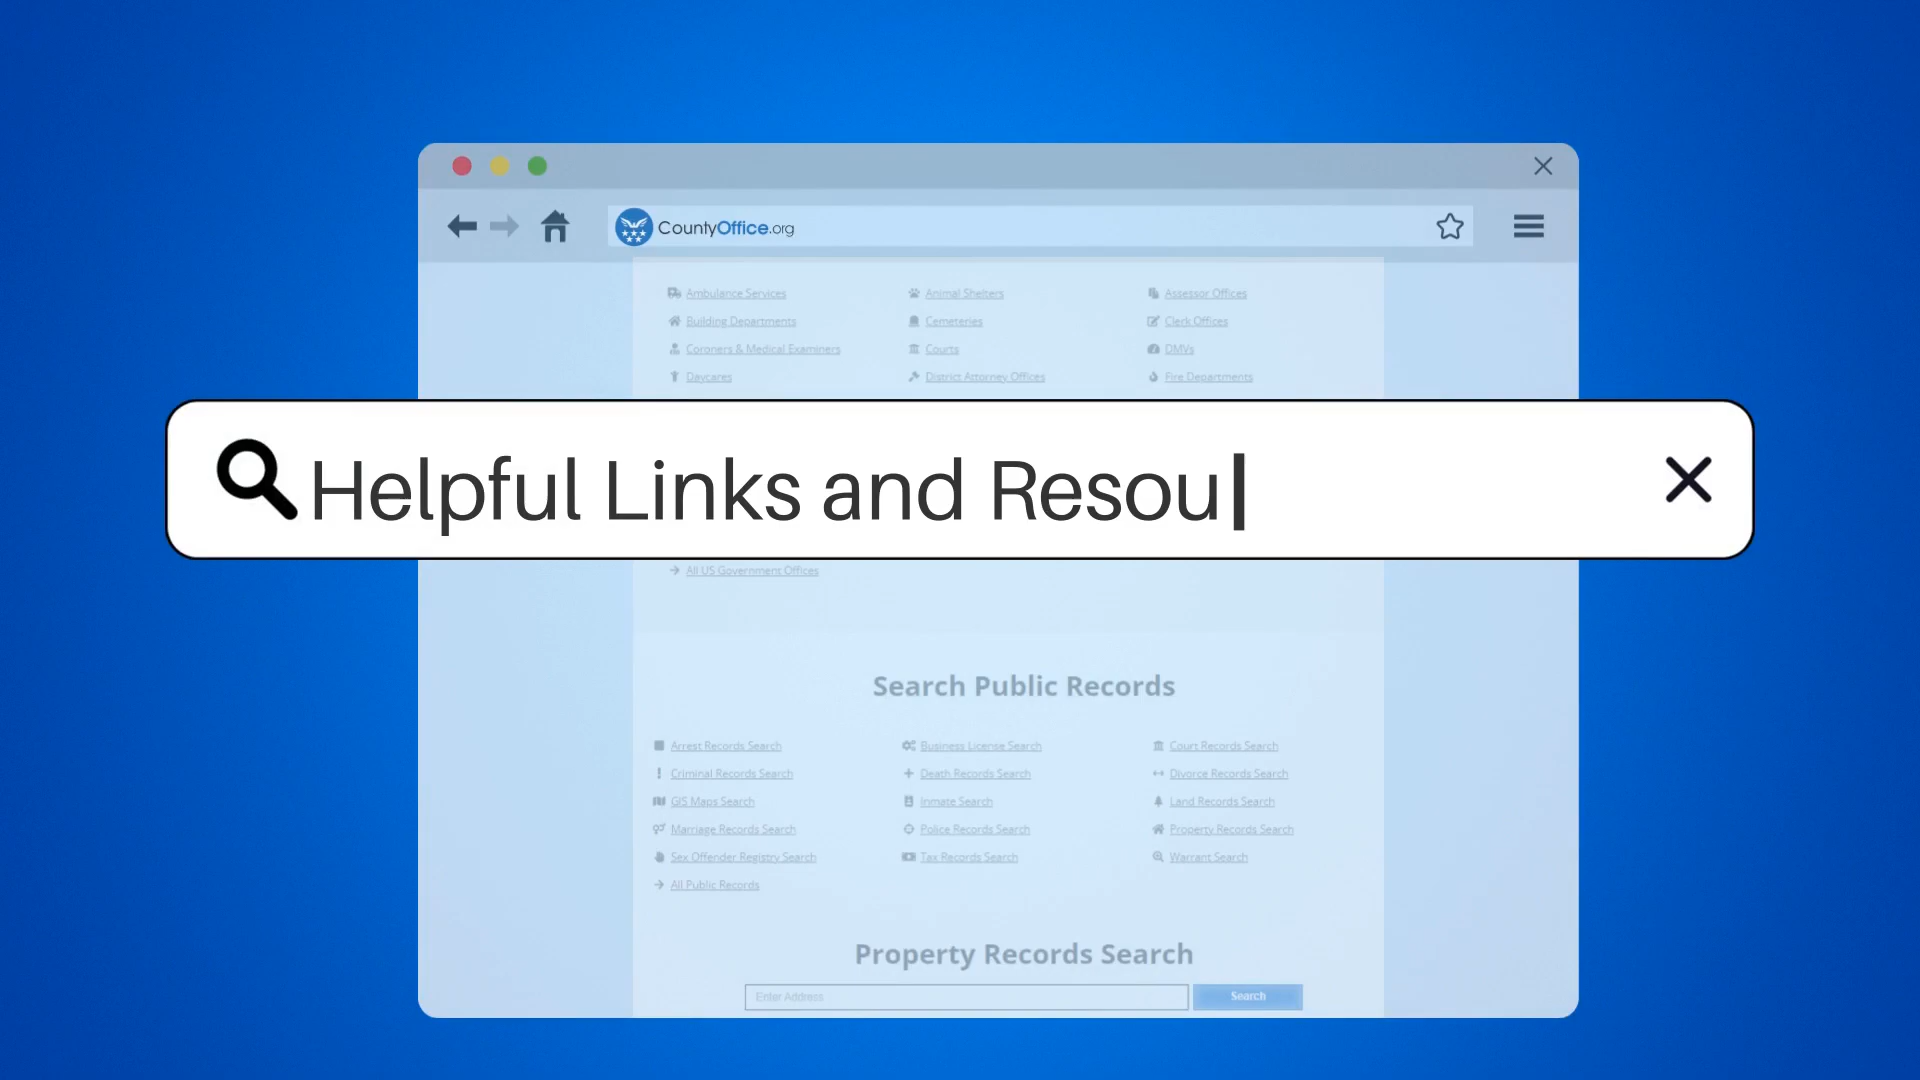 CountyOffice.org
Ambulance Services Animal Shelters Assessor Offices
Building Departments Cemeteries Clerk Offices
Coroners & Medical Examiners Courts DMVs
Daycares District Attorney Offices Fire Departments
Helpful Links and Resou
All US Government Offices
Search Public Records
Arrest Records Search Business License Search Court Records Search
Criminal Records Search Death Records Search Divorce Records Search
GIS Maps Search Inmate Search Land Records Search
Marriage Records Search Police Records Search Property Records Search
Sex Offender Registry Search Tax Records Search Warrant Search
All Public Records
Property Records Search
Enter Address Search